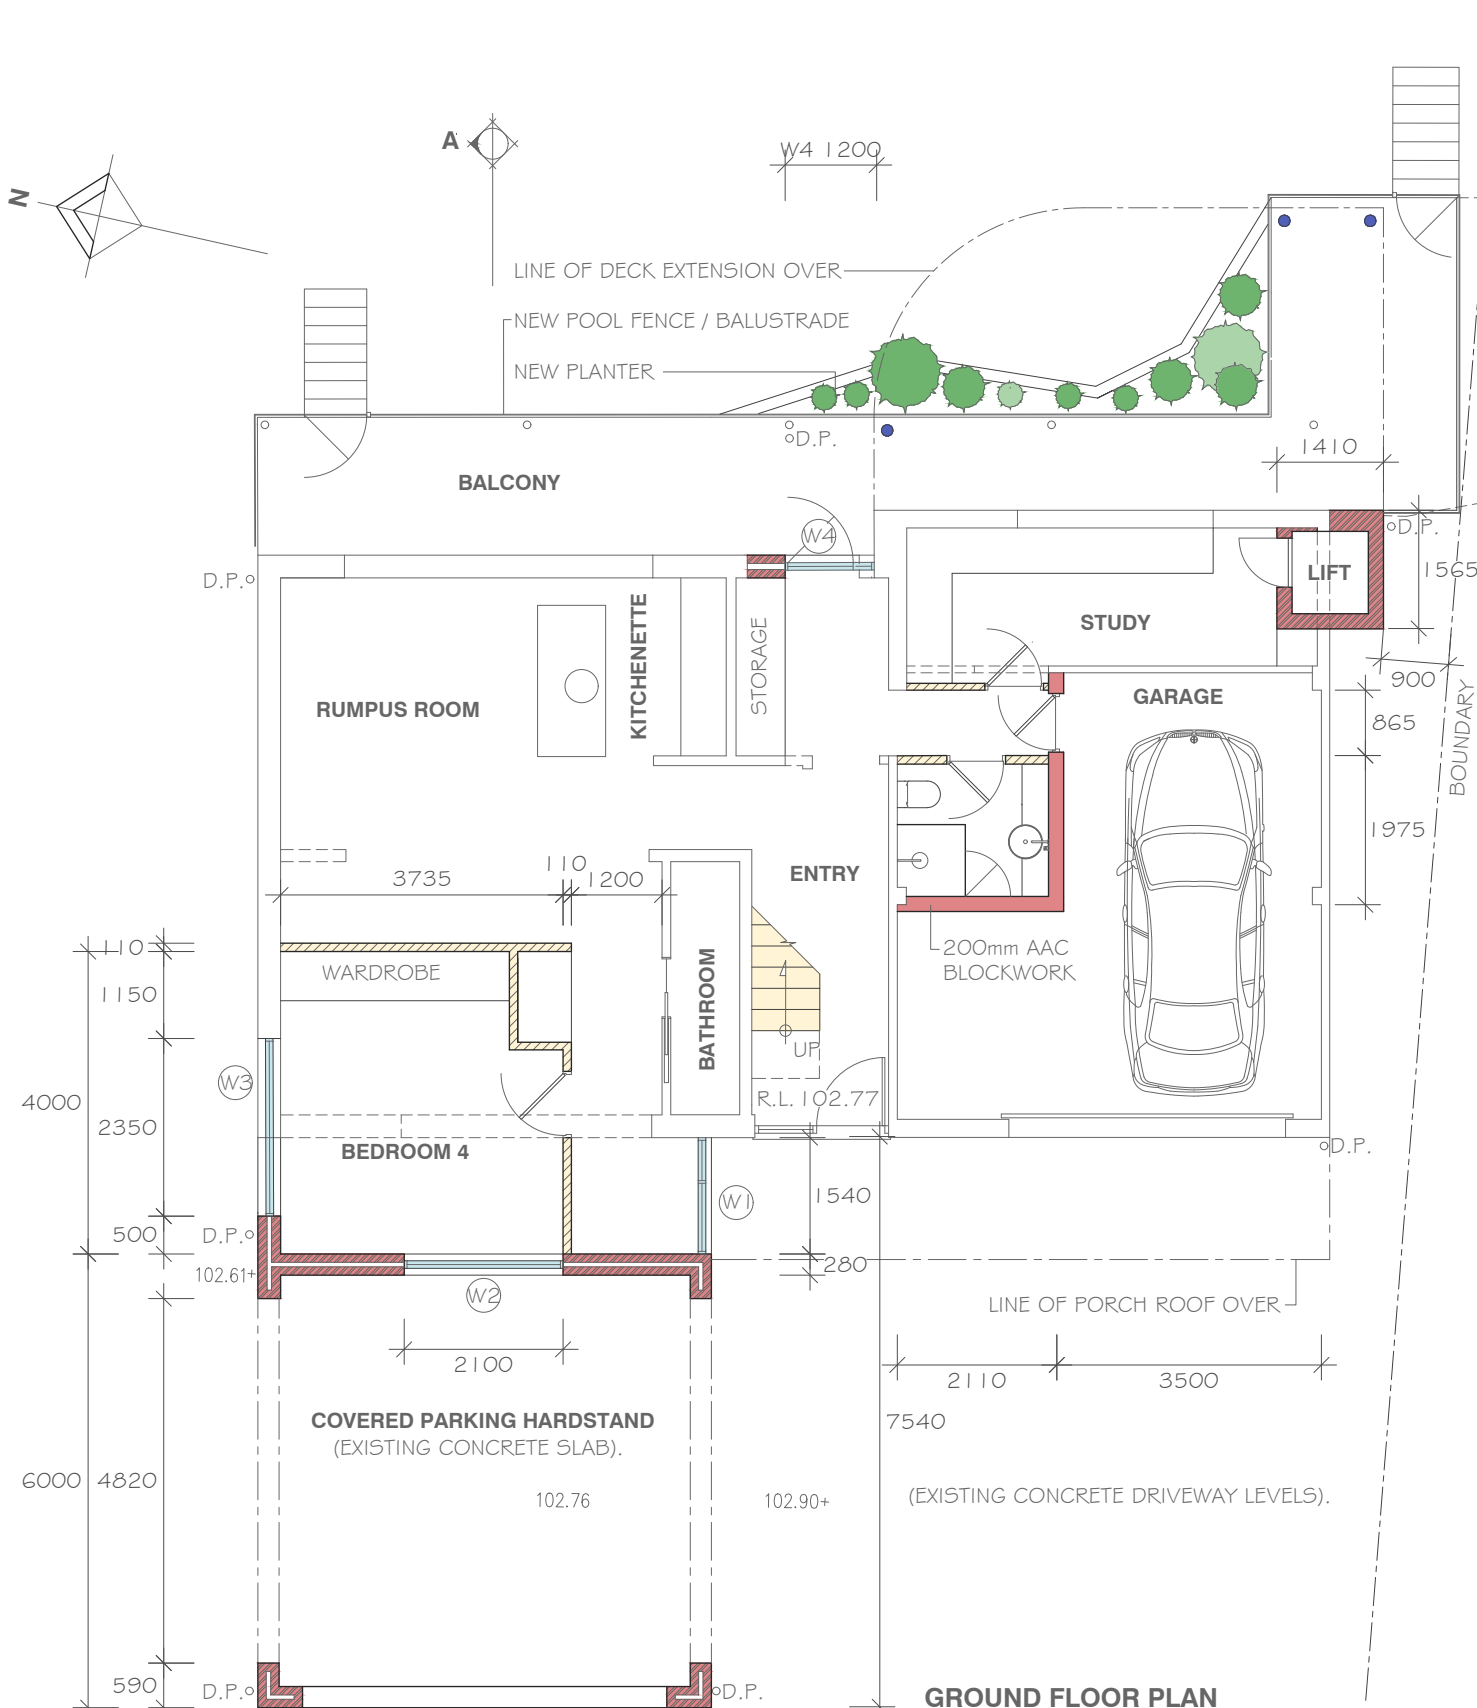 A
N
W4 1200
LINE OF DECK EXTENSION OVER
NEW POOL FENCE / BALUSTRADE
NEW PLANTER
D.P.
1410
BALCONY
W4
D.P.
D.P.
LIFT
1565
STUDY
KITCHENETTE
STORAGE
RUMPUS ROOM
GARAGE
900
865
BOUNDARY
1975
110
3735
1200
ENTRY
110
WARDROBE
1150
200mm AAC
BLOCKWORK
BATHROOM
UP
W3
R.L. 102.77
4000
2350
BEDROOM 4
D.P.
W1
1540
500
D.P.
280
102.61+
W2
LINE OF PORCH ROOF OVER
2100
2110
3500
COVERED PARKING HARDSTAND
(EXISTING CONCRETE SLAB).
7540
6000
4820
102.76
102.90+
(EXISTING CONCRETE DRIVEWAY LEVELS).
590
D.P.
D.P.
GROUND FLOOR PLAN